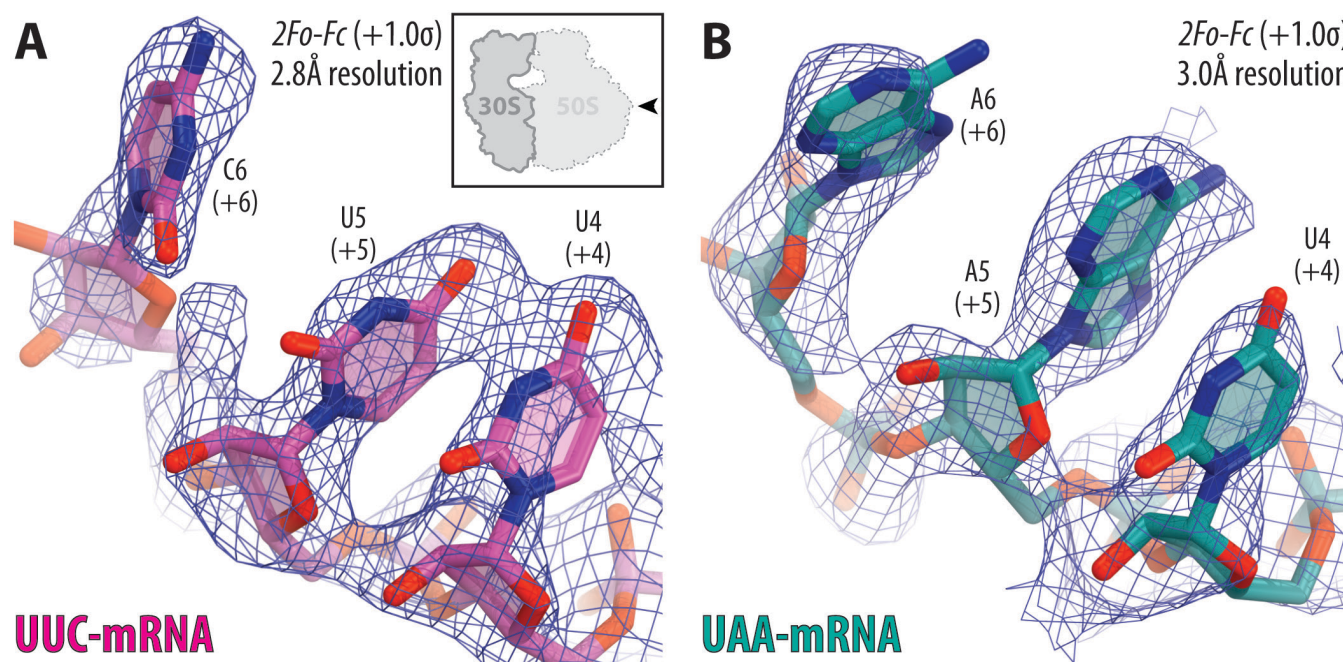 A
2Fo-Fc (+1.0σ)
2.8Å resolution
30S
50S
C6
(+6)
U5
(+5)
U4
(+4)
UUC-mRNA
B
2Fo-Fc (+1.0σ)
3.0Å resolution
A6
(+6)
A5
(+5)
U4
(+4)
UAA-mRNA